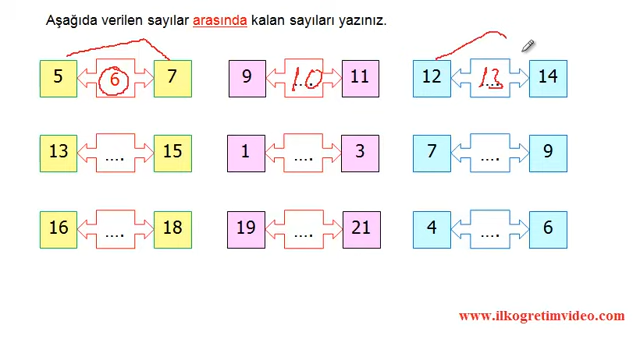 Aşağıda verilen sayılar arasında kalan sayıları yazınız.
5 6 7 9 10 11 12 13 14
13 .... 15 1 .... 3 7 .... 9
16 .... 18 19 .... 21 4 .... 6
www.ilkogretimvideo.com